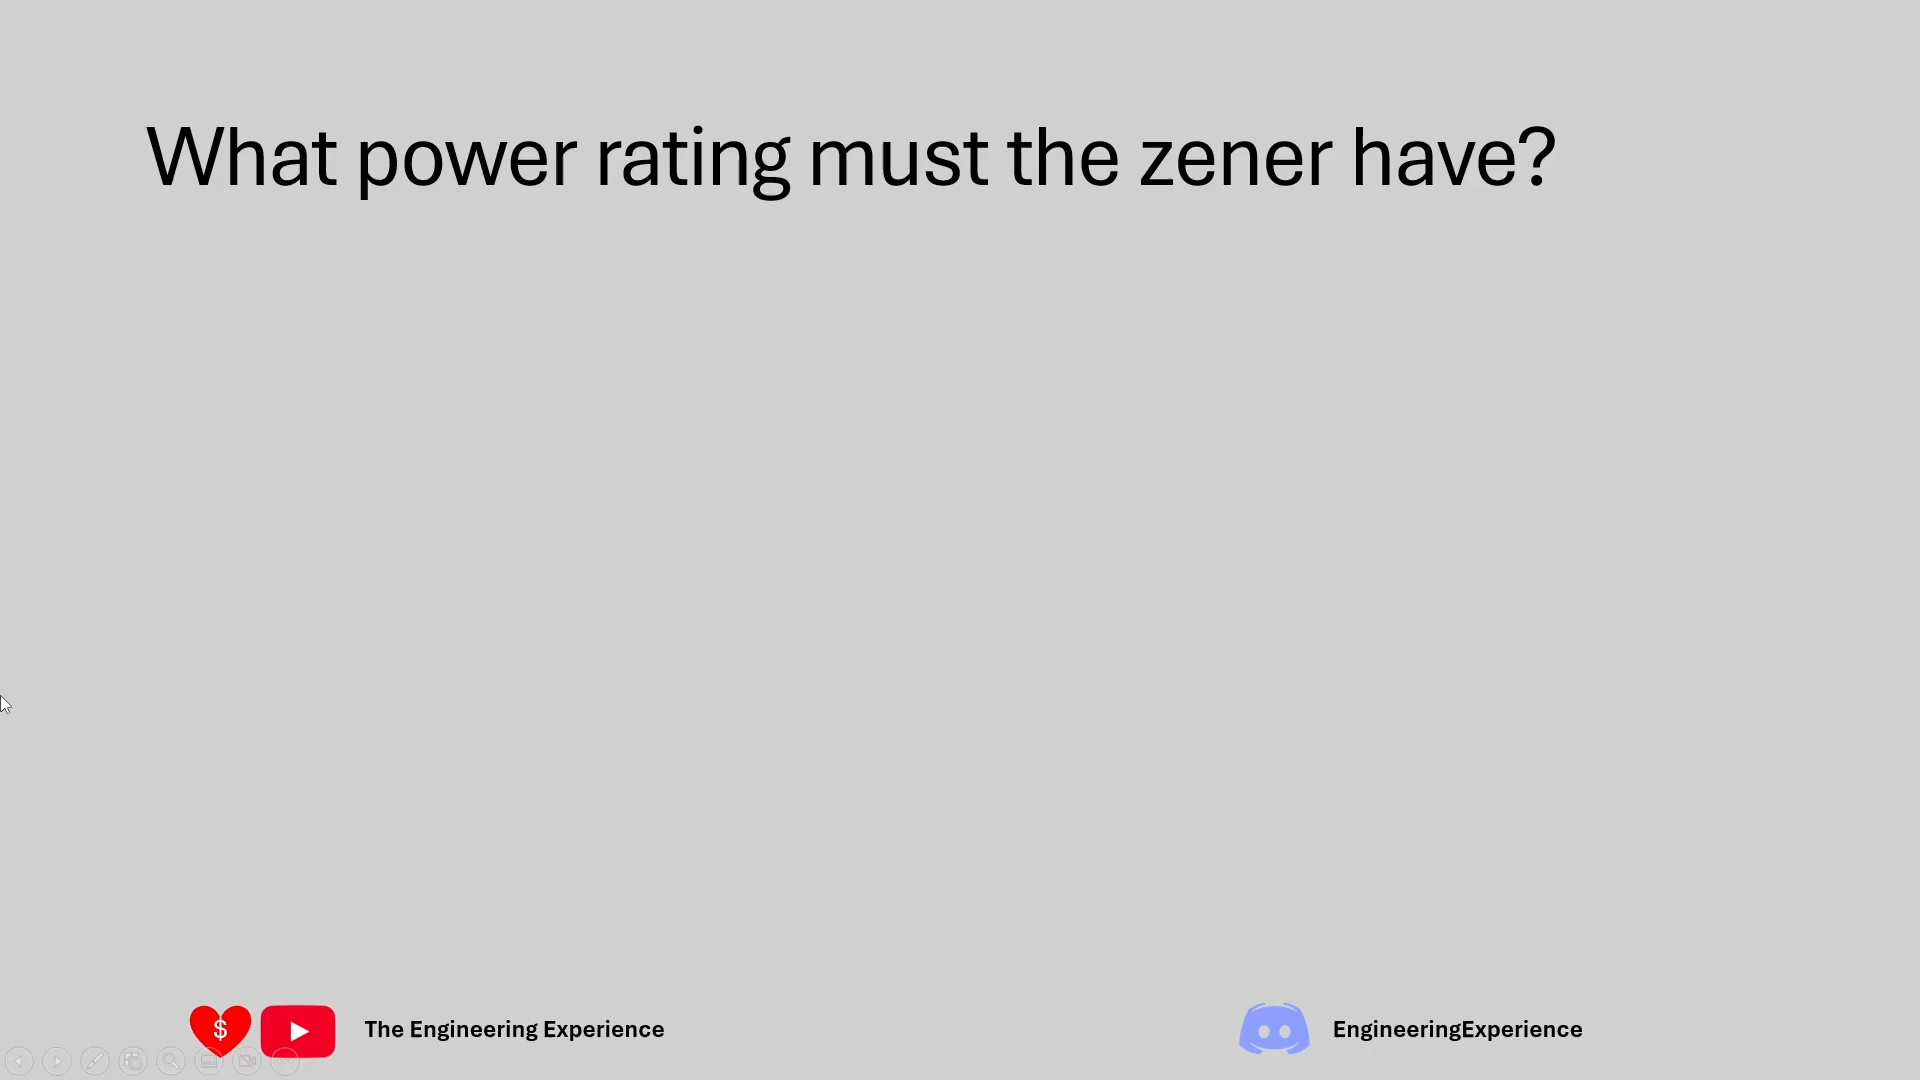 What power rating must the zener have?
$
The Engineering Experience
EngineeringExperience